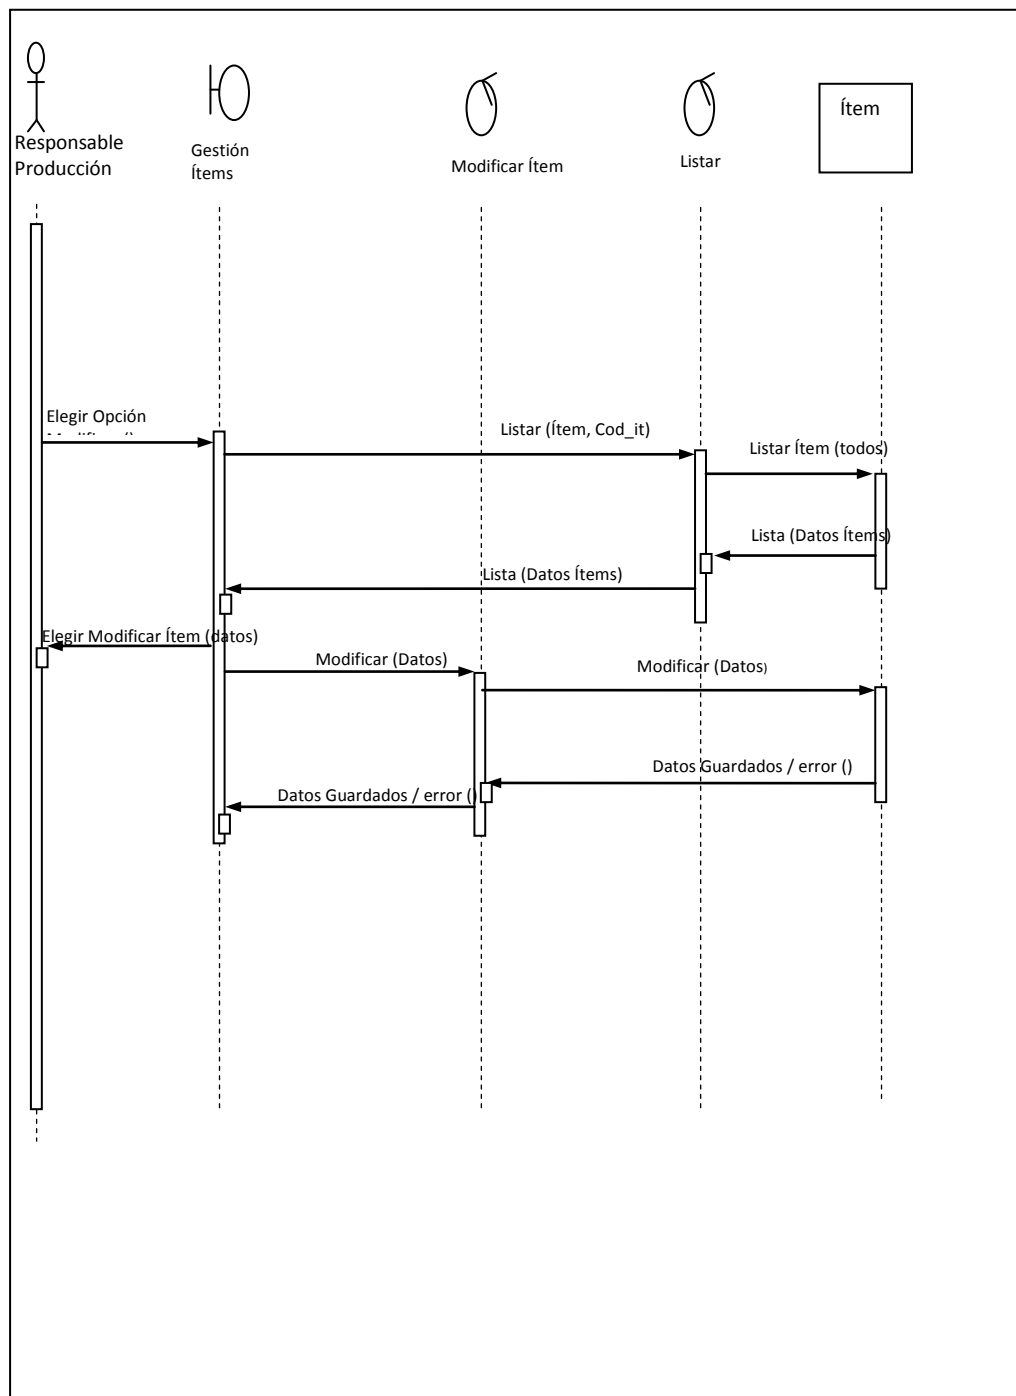 Responsable
Producción
Gestión
Ítems
Modificar Ítem
Listar
Ítem
Elegir Opción
Listar (Ítem, Cod_it)
Listar Ítem (todos)
Lista (Datos Ítems)
Lista (Datos Ítems)
Elegir Modificar Ítem (datos)
Modificar (Datos)
Modificar (Datos)
Datos Guardados / error ()
Datos Guardados / error ()